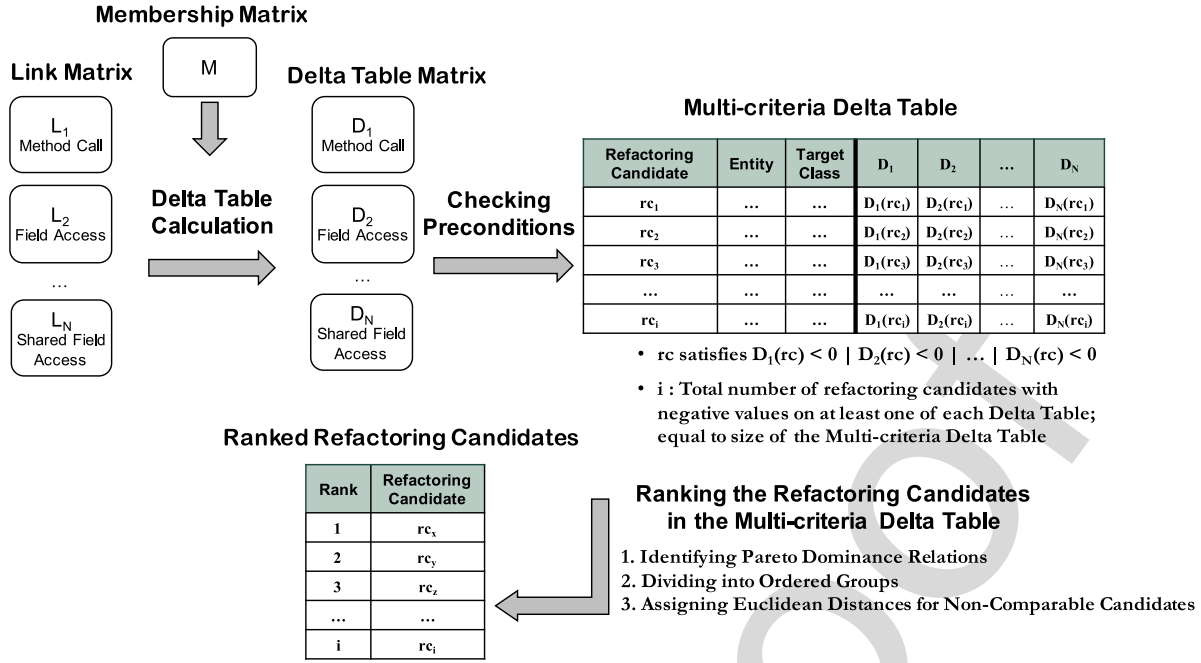 Membership Matrix
M
Link Matrix
L1
Method Call
L2
Field Access
...
LN
Shared Field
Access
Delta Table
Calculation
Delta Table Matrix
D1
Method Call
D2
Field Access
...
DN
Shared Field
Access
Checking
Preconditions
Multi-criteria Delta Table
Refactoring Candidate | Entity | Target Class | D1 | D2 | ... | DN
rc1 | ... | ... | D1(rc1) | D2(rc1) | ... | DN(rc1)
rc2 | ... | ... | D1(rc2) | D2(rc2) | ... | DN(rc2)
rc3 | ... | ... | D1(rc3) | D2(rc3) | ... | DN(rc3)
... | ... | ... | ... | ... | ... | ...
rci | ... | ... | D1(rci) | D2(rci) | ... | DN(rci)
• rc satisfies D1(rc) < 0 | D2(rc) < 0 | ... | DN(rc) < 0
• i : Total number of refactoring candidates with
negative values on at least one of each Delta Table;
equal to size of the Multi-criteria Delta Table
Ranking the Refactoring Candidates
in the Multi-criteria Delta Table
1. Identifying Pareto Dominance Relations
2. Dividing into Ordered Groups
3. Assigning Euclidean Distances for Non-Comparable Candidates
Ranked Refactoring Candidates
Rank | Refactoring Candidate
1 | rcx
2 | rcy
3 | rcz
... | ...
i | rci